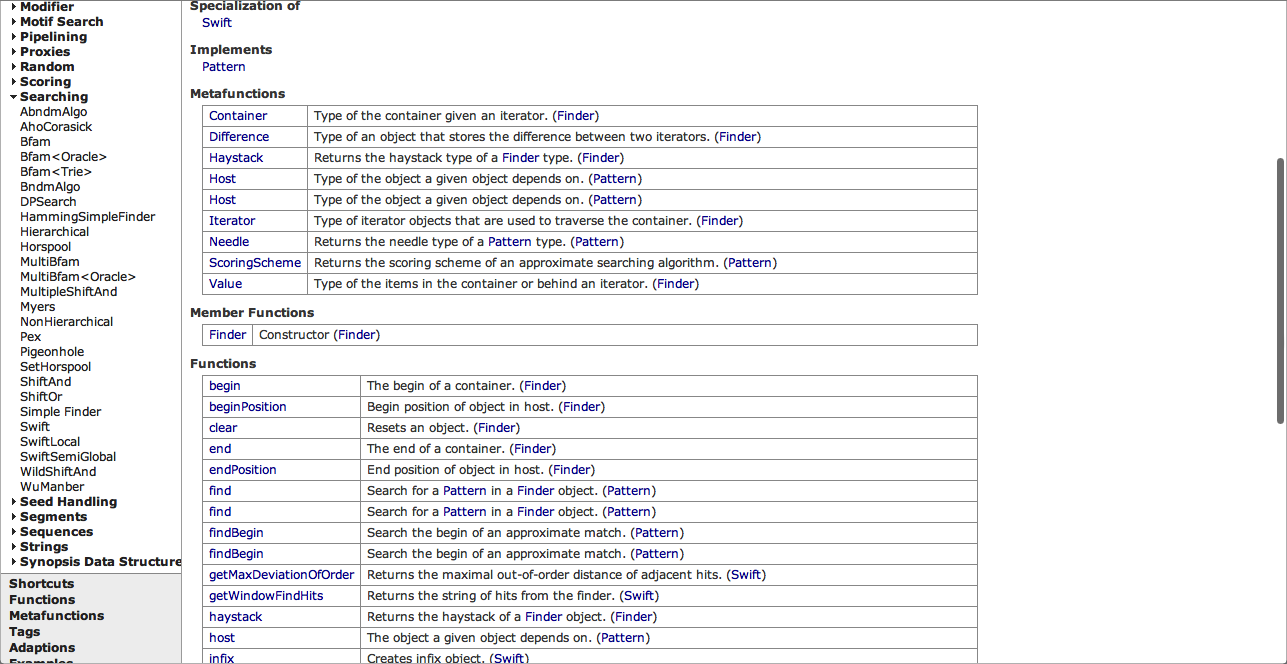 Modifier
Motif Search
Pipelining
Proxies
Random
Scoring
Searching
AbndmAlgo
AhoCorasick
Bfam
Bfam<Oracle>
Bfam<Trie>
BndmAlgo
DPSearch
HammingSimpleFinder
Hierarchical
Horspool
MultiBfam
MultiBfam<Oracle>
MultipleShiftAnd
Myers
NonHierarchical
Pex
Pigeonhole
SetHorspool
ShiftAnd
ShiftOr
Simple Finder
Swift
SwiftLocal
SwiftSemiGlobal
WildShiftAnd
WuManber
Seed Handling
Segments
Sequences
Strings
Synopsis Data Structure
Shortcuts
Functions
Metafunctions
Tags
Adaptions
Examples
Specialization of
Swift
Implements
Pattern
Metafunctions
Container Type of the container given an iterator. (Finder)
Difference Type of an object that stores the difference between two iterators. (Finder)
Haystack Returns the haystack type of a Finder type. (Finder)
Host Type of the object a given object depends on. (Pattern)
Host Type of the object a given object depends on. (Pattern)
Iterator Type of iterator objects that are used to traverse the container. (Finder)
Needle Returns the needle type of a Pattern type. (Pattern)
ScoringScheme Returns the scoring scheme of an approximate searching algorithm. (Pattern)
Value Type of the items in the container or behind an iterator. (Finder)
Member Functions
Finder Constructor (Finder)
Functions
begin The begin of a container. (Finder)
beginPosition Begin position of object in host. (Finder)
clear Resets an object. (Finder)
end The end of a container. (Finder)
endPosition End position of object in host. (Finder)
find Search for a Pattern in a Finder object. (Pattern)
find Search for a Pattern in a Finder object. (Pattern)
findBegin Search the begin of an approximate match. (Pattern)
findBegin Search the begin of an approximate match. (Pattern)
getMaxDeviationOfOrder Returns the maximal out-of-order distance of adjacent hits. (Swift)
getWindowFindHits Returns the string of hits from the finder. (Swift)
haystack Returns the haystack of a Finder object. (Finder)
host The object a given object depends on. (Pattern)
infix Creates infix object. (Swift)